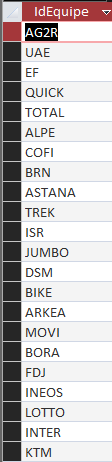 IdEquipe
AG2R
UAE
EF
QUICK
TOTAL
ALPE
COFI
BRN
ASTANA
TREK
ISR
JUMBO
DSM
BIKE
ARKEA
MOVI
BORA
FDJ
INEOS
LOTTO
INTER
KTM